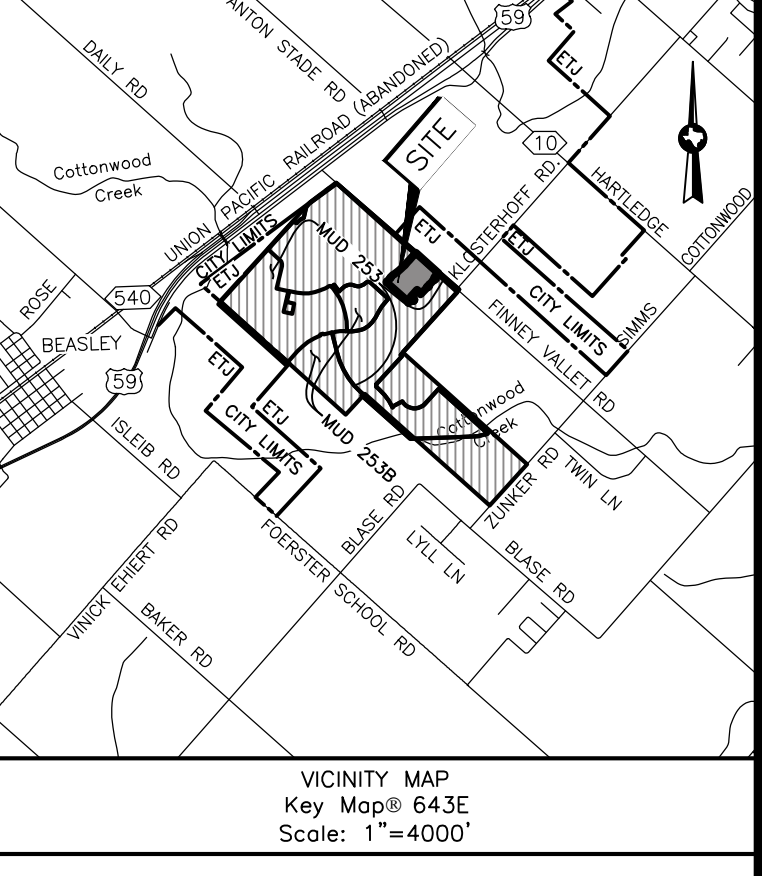 59
ANTON STADE RD
DAILY RD
ETJ
UNION PACIFIC RAILROAD (ABANDONED)
SITE
10
Cottonwood
Creek
HARTLEDGE
COTTONWOOD
KLOSTERHOFF RD.
CITY LIMITS
ETJ
MUD 253
ETJ
ETJ
CITY LIMITS
ROSE
540
BEASLEY
SIMMS
FINNEY VALLET RD
59
ETJ
ETJ
CITY LIMITS
Cottonwood
Creek
MUD 253B
ISLEIB RD
ZUNKER RD
TWIN LN
BLASE RD
LYLL LN
BLASE RD
FOERSTER SCHOOL RD
VINICK EHIERT RD
BAKER RD
VICINITY MAP
Key Map® 643E
Scale: 1"=4000'